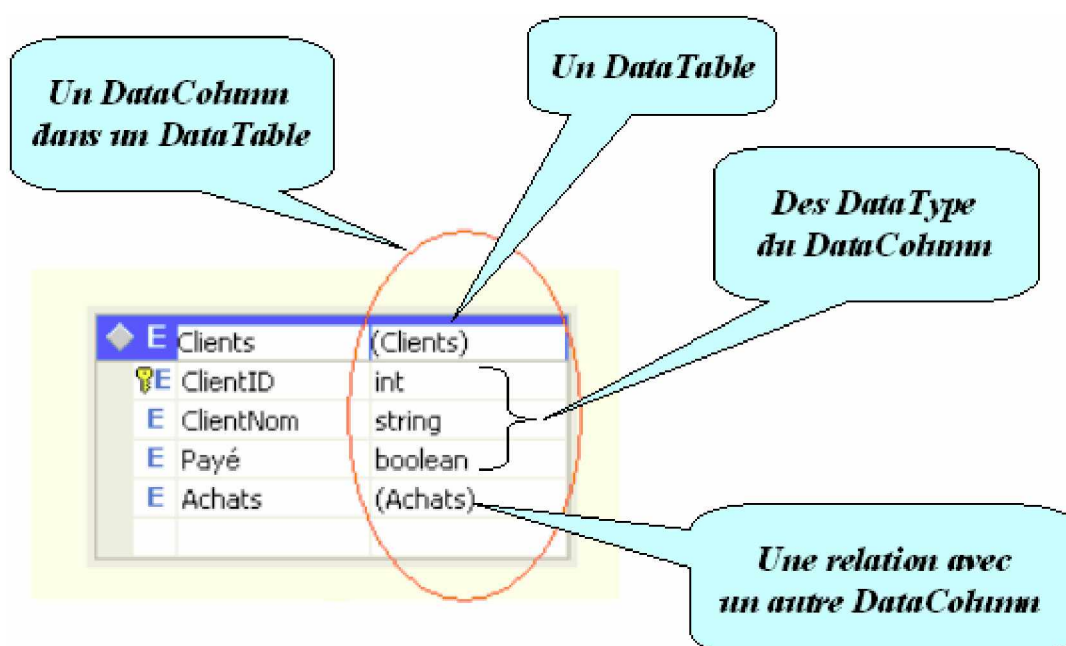 Un DataTable
Un DataColumn
dans un DataTable
Des DataType
du DataColumn
E Clients (Clients)
E ClientID int
E ClientNom string
E Payé boolean
E Achats (Achats)
Une relation avec
un autre DataColumn